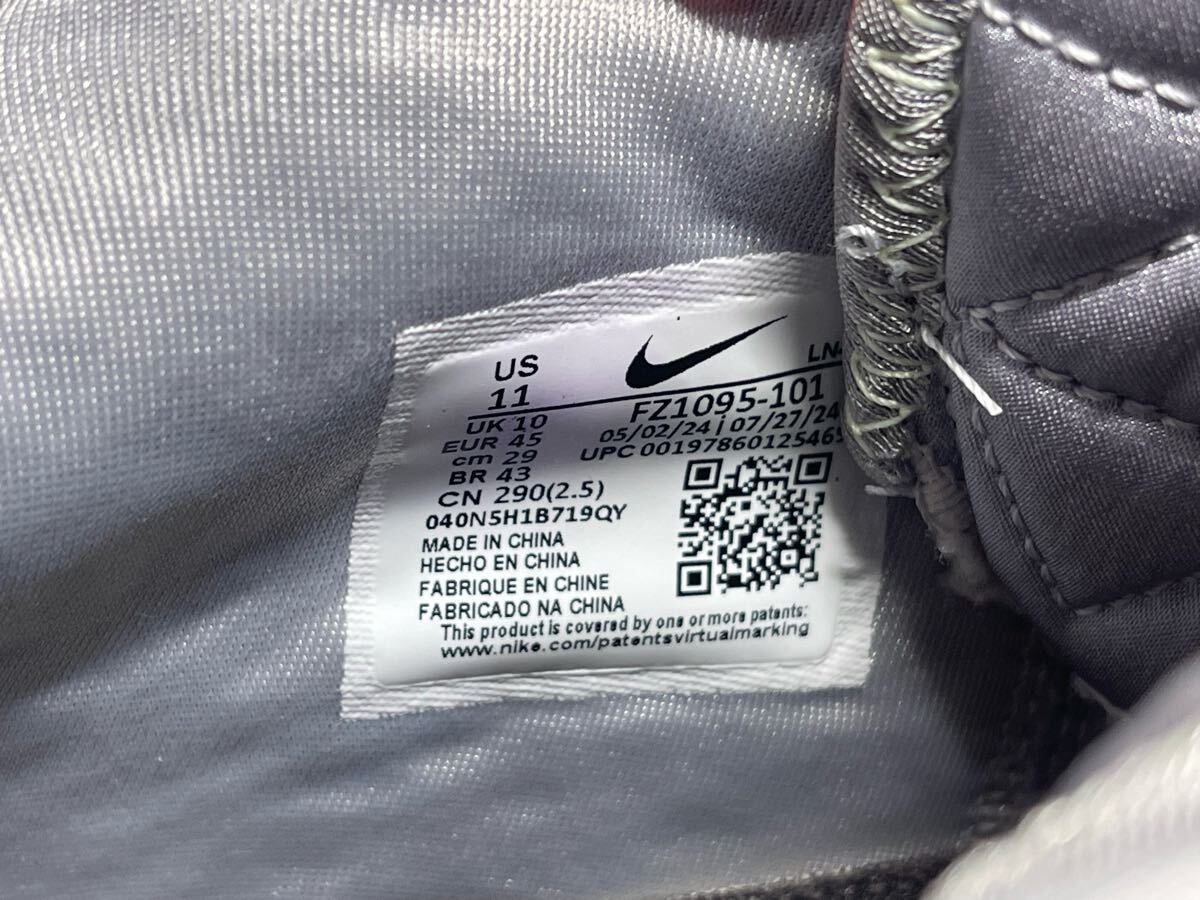 US
11
UK 10
EUR 45
cm 29
BR 43
CN 290(2.5)
040N5H1B719QY
MADE IN CHINA
HECHO EN CHINA
FABRIQUE EN CHINE
FABRICADO NA CHINA
FZ1095-101
05/02/24 | 07/27/24
UPC 00197860125465
This product is covered by one or more patents:
www.nike.com/patentsvirtualmarking